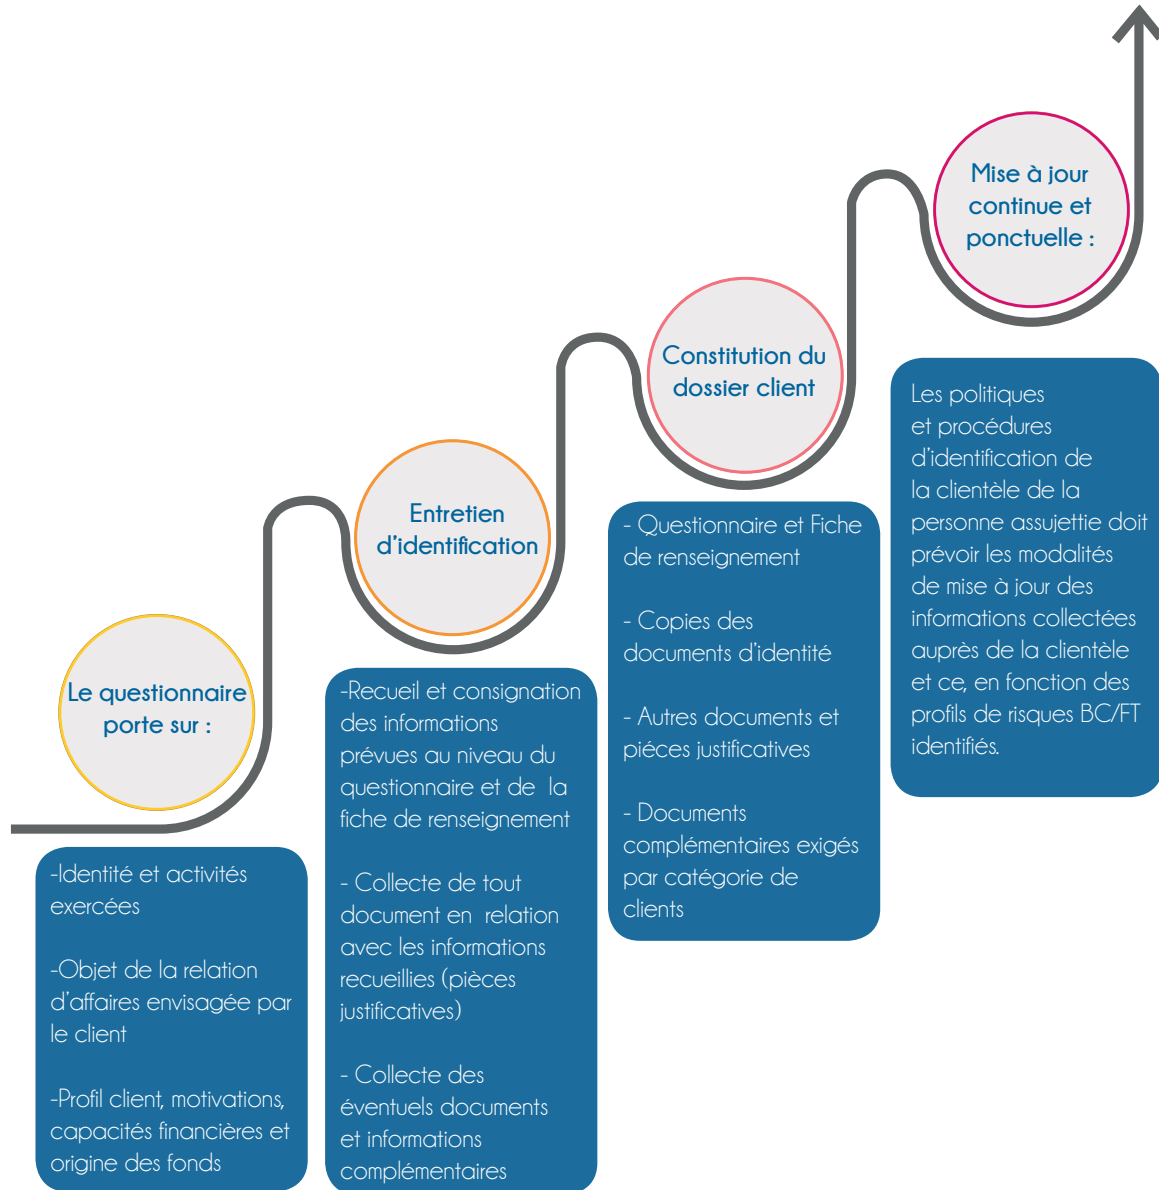 Le questionnaire
porte sur :
-Identité et activités
exercées
-Objet de la relation
d'affaires envisagée par
le client
-Profil client, motivations,
capacités financières et
origine des fonds
Entretien
d'identification
-Recueil et consignation
des informations
prévues au niveau du
questionnaire et de la
fiche de renseignement
- Collecte de tout
document en relation
avec les informations
recueillies (pièces
justificatives)
- Collecte des
éventuels documents
et informations
complémentaires
Constitution du
dossier client
- Questionnaire et Fiche
de renseignement
- Copies des
documents d'identité
- Autres documents et
piéces justificatives
- Documents
complémentaires exigés
par catégorie de
clients
Mise à jour
continue et
ponctuelle :
Les politiques
et procédures
d'identification de
la clientèle de la
personne assujettie doit
prévoir les modalités
de mise à jour des
informations collectées
auprès de la clientèle
et ce, en fonction des
profils de risques BC/FT
identifiés.